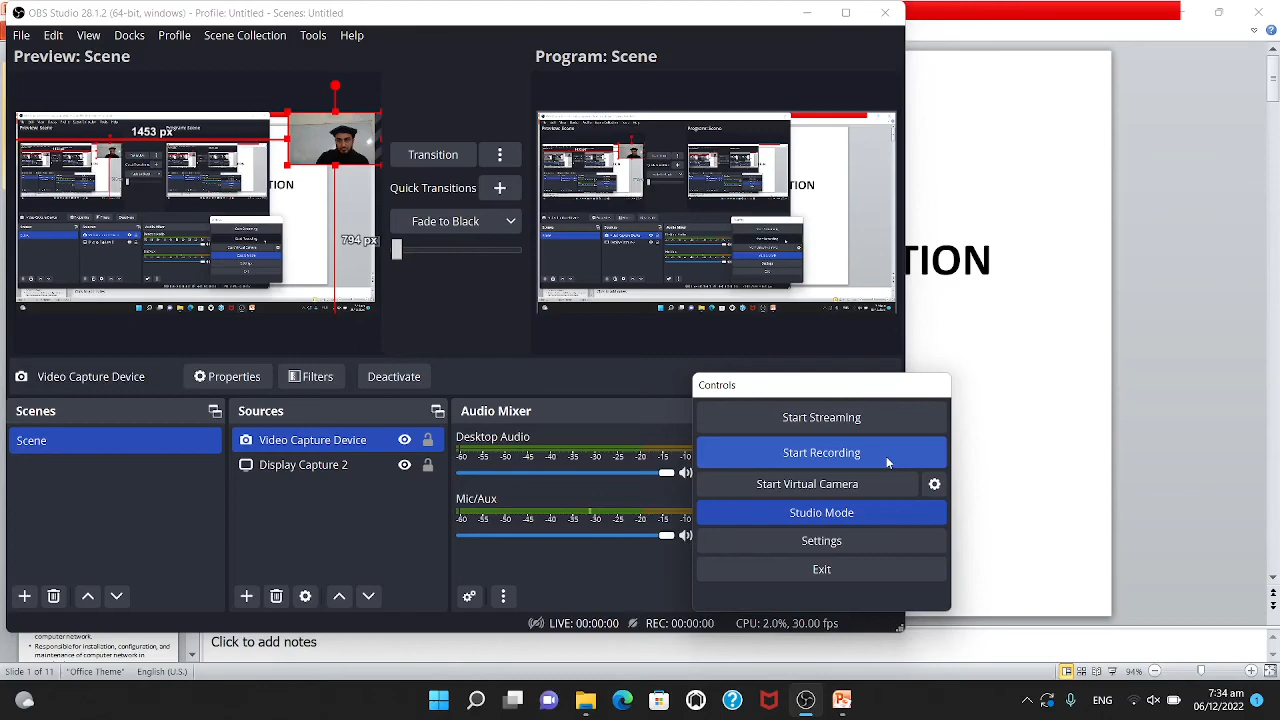 OBS Studio 28.1.2 (64-bit, windows) - Profile: Untitled - Scenes: Untitled
File Edit View Docks Profile Scene Collection Tools Help
Preview: Scene
Program: Scene
1453 px
794 px
TION
TION
Transition
Quick Transitions
Fade to Black
TION
Video Capture Device
Properties
Filters
Deactivate
Scenes
Scene
Sources
Video Capture Device
Display Capture 2
Audio Mixer
Desktop Audio
-60 -55 -50 -45 -40 -35 -30 -25 -20 -15 -10
Mic/Aux
-60 -55 -50 -45 -40 -35 -30 -25 -20 -15 -10
Controls
Start Streaming
Start Recording
Start Virtual Camera
Studio Mode
Settings
Exit
LIVE: 00:00:00 REC: 00:00:00 CPU: 2.0%, 30.00 fps
computer network.
Responsible for installation, configuration, and
maintenance of computer network in
Click to add notes
Slide 1 of 11 "Office Theme" English (U.S.) 94%
ENG
7:34 am
06/12/2022
1